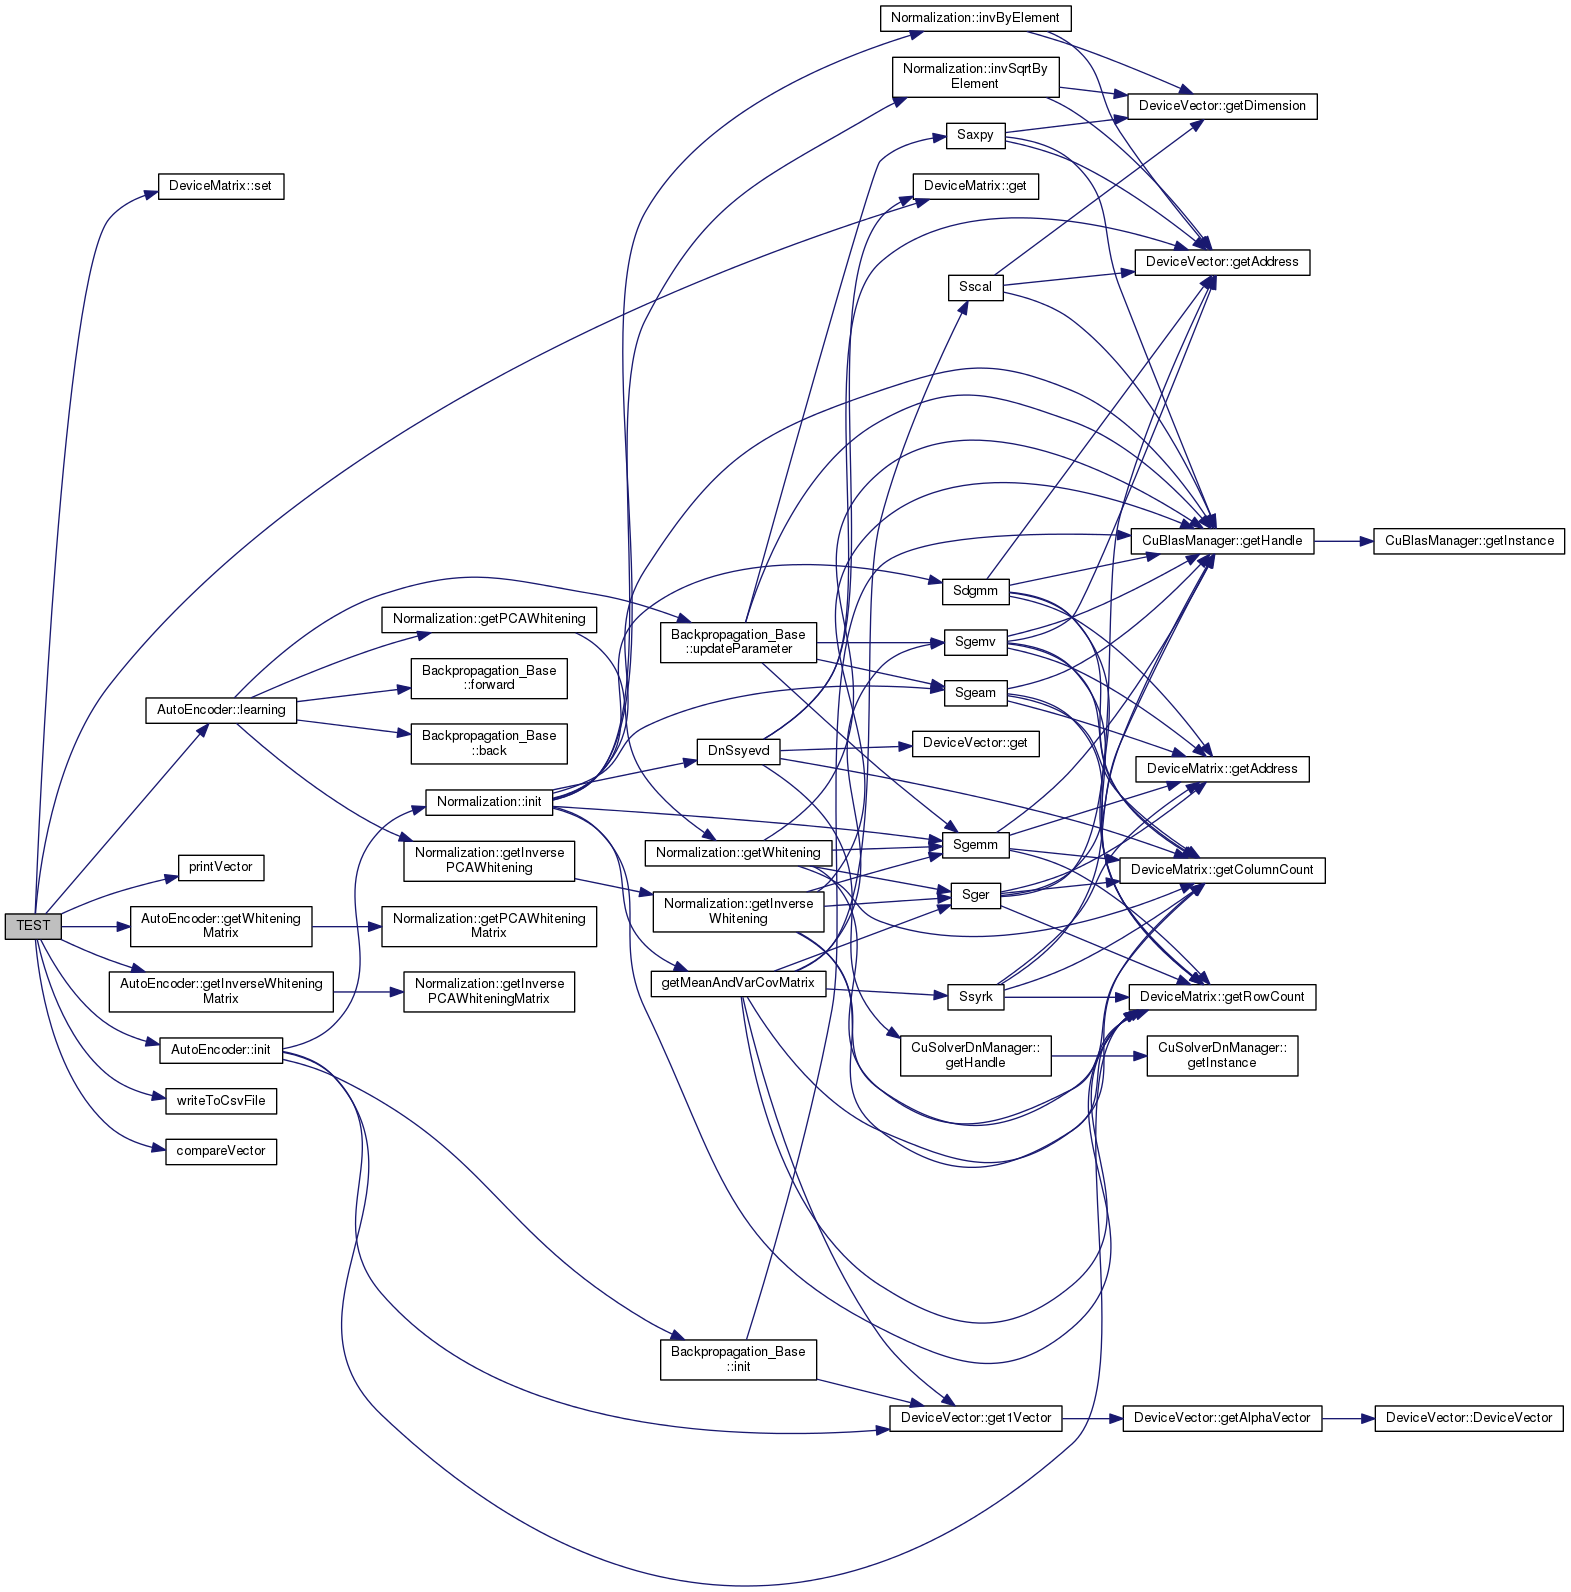 Normalization::invByElement
Normalization::invSqrtBy
Element
DeviceVector::getDimension
Saxpy
DeviceMatrix::set
DeviceMatrix::get
DeviceVector::getAddress
Sscal
CuBlasManager::getHandle
CuBlasManager::getInstance
Sdgmm
Normalization::getPCAWhitening
Backpropagation_Base
::updateParameter
Sgemv
Backpropagation_Base
::forward
Sgeam
AutoEncoder::learning
Backpropagation_Base
::back
DnSsyevd
DeviceVector::get
DeviceMatrix::getAddress
Normalization::init
Normalization::getInverse
PCAWhitening
Normalization::getWhitening
Sgemm
printVector
DeviceMatrix::getColumnCount
Sger
Normalization::getInverse
Whitening
TEST
AutoEncoder::getWhitening
Matrix
Normalization::getPCAWhitening
Matrix
AutoEncoder::getInverseWhitening
Matrix
Normalization::getInverse
PCAWhiteningMatrix
getMeanAndVarCovMatrix
Ssyrk
DeviceMatrix::getRowCount
AutoEncoder::init
CuSolverDnManager::
getHandle
CuSolverDnManager::
getInstance
writeToCsvFile
compareVector
Backpropagation_Base
::init
DeviceVector::get1Vector
DeviceVector::getAlphaVector
DeviceVector::DeviceVector